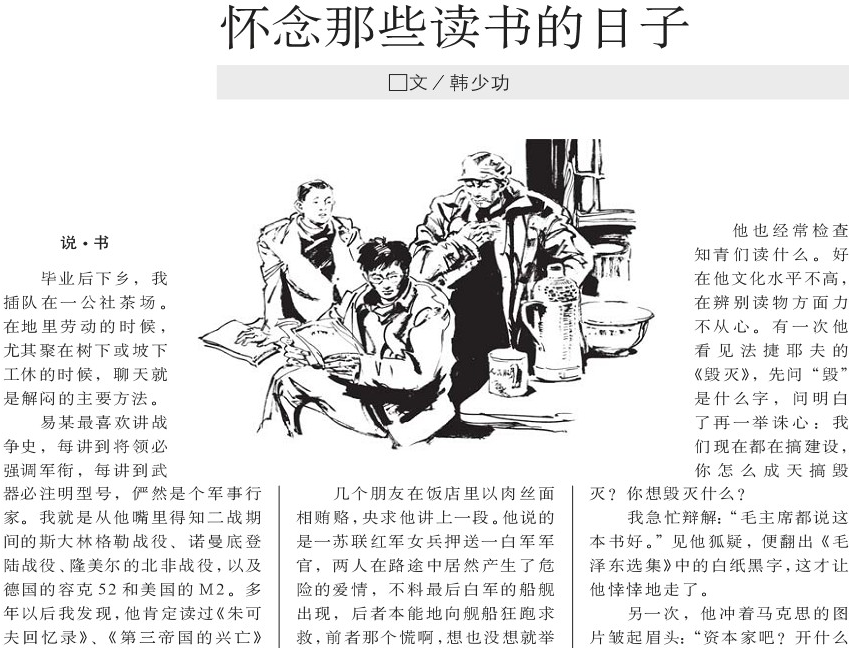 怀念那些读书的日子
□文／韩少功
说·书
毕业后下乡，我
插队在一公社茶场。
在地里劳动的时候，
尤其聚在树下或坡下
工休的时候，聊天就
是解闷的主要方法。
易某最喜欢讲战
争史，每讲到将领必
强调军衔，每讲到武
器必注明型号，俨然是个军事行
家。我就是从他嘴里得知二战期
间的斯大林格勒战役、诺曼底登
陆战役、隆美尔的北非战役，以及
德国的容克52和美国的M2。多
年以后我发现，他肯定读过《朱可
夫回忆录》、《第三帝国的兴亡》
几个朋友在饭店里以肉丝面
相贿赂，央求他讲上一段。他说的
是一苏联红军女兵押送一白军军
官，两人在路途中居然产生了危
险的爱情，不料最后白军的船舰
出现，后者本能地向舰船狂跑求
救，前者那个慌啊，想也没想就举
他也经常检查
知青们读什么。好
在他文化水平不高，
在辨别读物方面力
不从心。有一次他
看见法捷耶夫的
《毁灭》，先问“毁”
是什么字，问明白
了再一举诛心：我
们现在都在搞建设，
你怎么成天搞毁
灭？你想毁灭什么？
我急忙辩解：“毛主席都说这
本书好。”见他狐疑，便翻出《毛
泽东选集》中的白纸黑字，这才让
他悻悻地走了。
另一次，他冲着马克思的图
片皱起眉头：“资本家吧？开什么